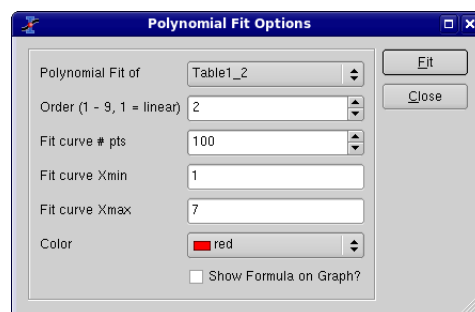 Polynomial Fit Options
Polynomial Fit of Table1_2
Order (1 - 9, 1 = linear) 2
Fit curve # pts 100
Fit curve Xmin 1
Fit curve Xmax 7
Color red
Show Formula on Graph?
Fit
Close